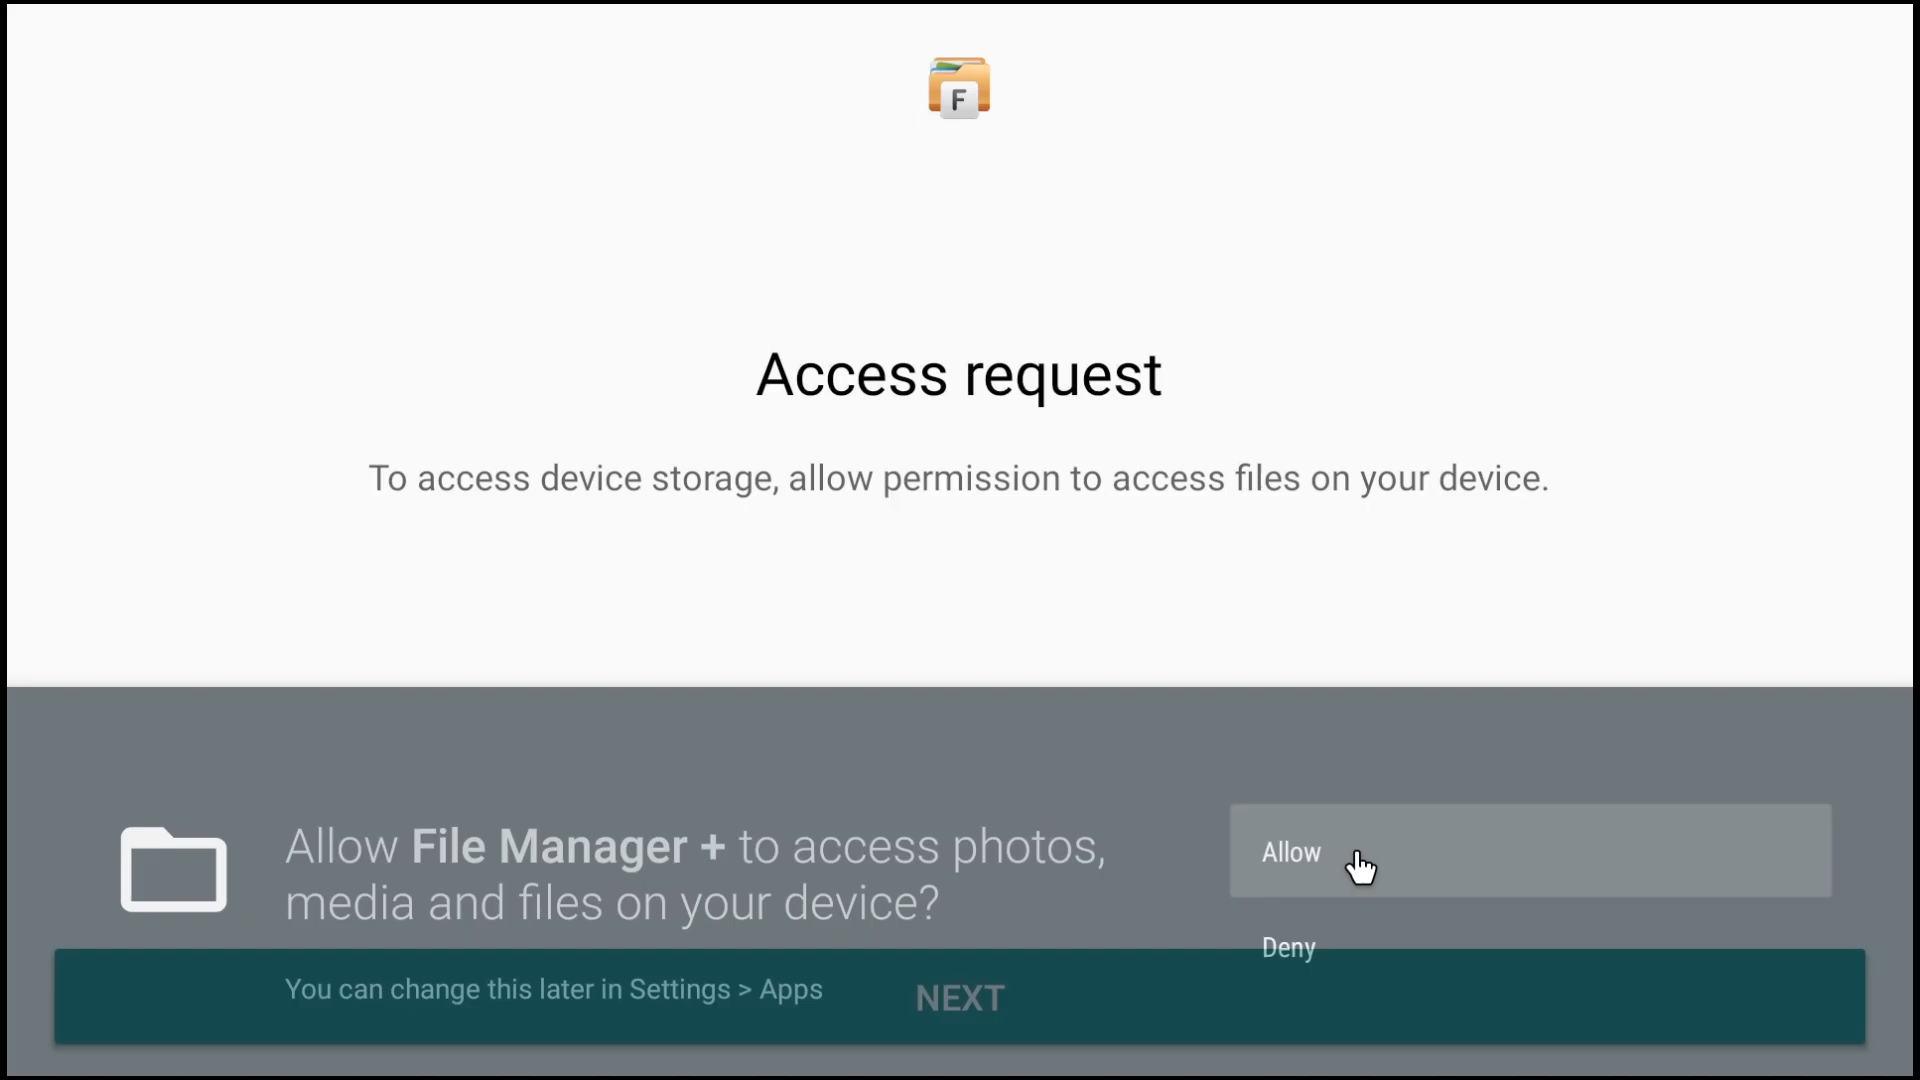 F
Access request
To access device storage, allow permission to access files on your device.
Allow File Manager + to access photos,
media and files on your device?
You can change this later in Settings > Apps
Allow
Deny
NEXT